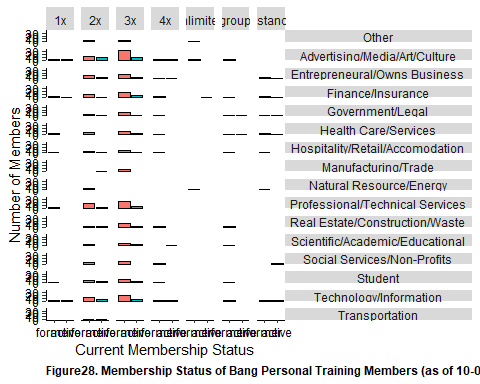 1x 2x 3x 4x group
Other
Advertising/Media/Art/Culture
Entrepreneural/Owns Business
Finance/Insurance
Government/Legal
Health Care/Services
Hospitality/Retail/Accomodation
Manufacturing/Trade
Natural Resource/Energy
Professional/Technical Services
Real Estate/Construction/Waste
Scientific/Academic/Educational
Social Services/Non-Profits
Student
Technology/Information
Transportation
Number of Members
Current Membership Status
Figure28. Membership Status of Bang Personal Training Members (as of 10-0